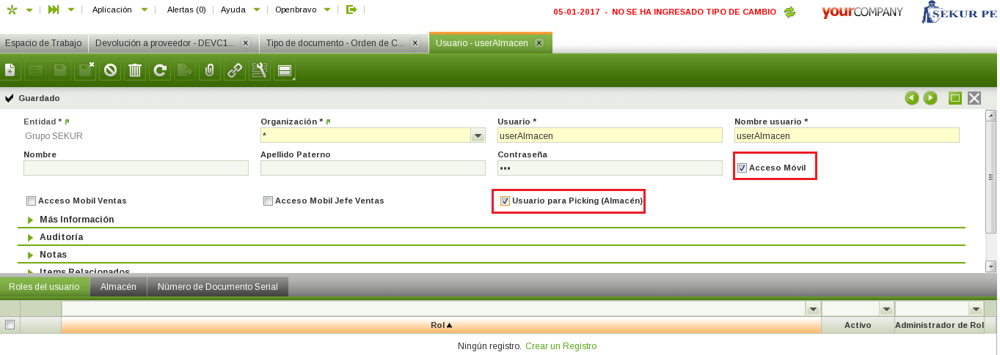 Aplicación Alertas (0) Ayuda Openbravo 05-01-2017 - NO SE HA INGRESADO TIPO DE CAMBIO yourCOMPANY SEKUR PE
Espacio de Trabajo Devolución a proveedor - DEVC1... Tipo de documento - Orden de C... Usuario - userAlmacen
Guardado
Entidad * Organización * Usuario * Nombre usuario *
Grupo SEKUR * userAlmacen userAlmacen
Nombre Apellido Paterno Contraseña
••• Acceso Móvil
Acceso Mobil Ventas Acceso Mobil Jefe Ventas Usuario para Picking (Almacén)
Más Información
Auditoría
Notas
Items Relacionados
Roles del usuario Almacén Número de Documento Serial
Rol Activo Administrador de Rol
Ningún registro. Crear un Registro